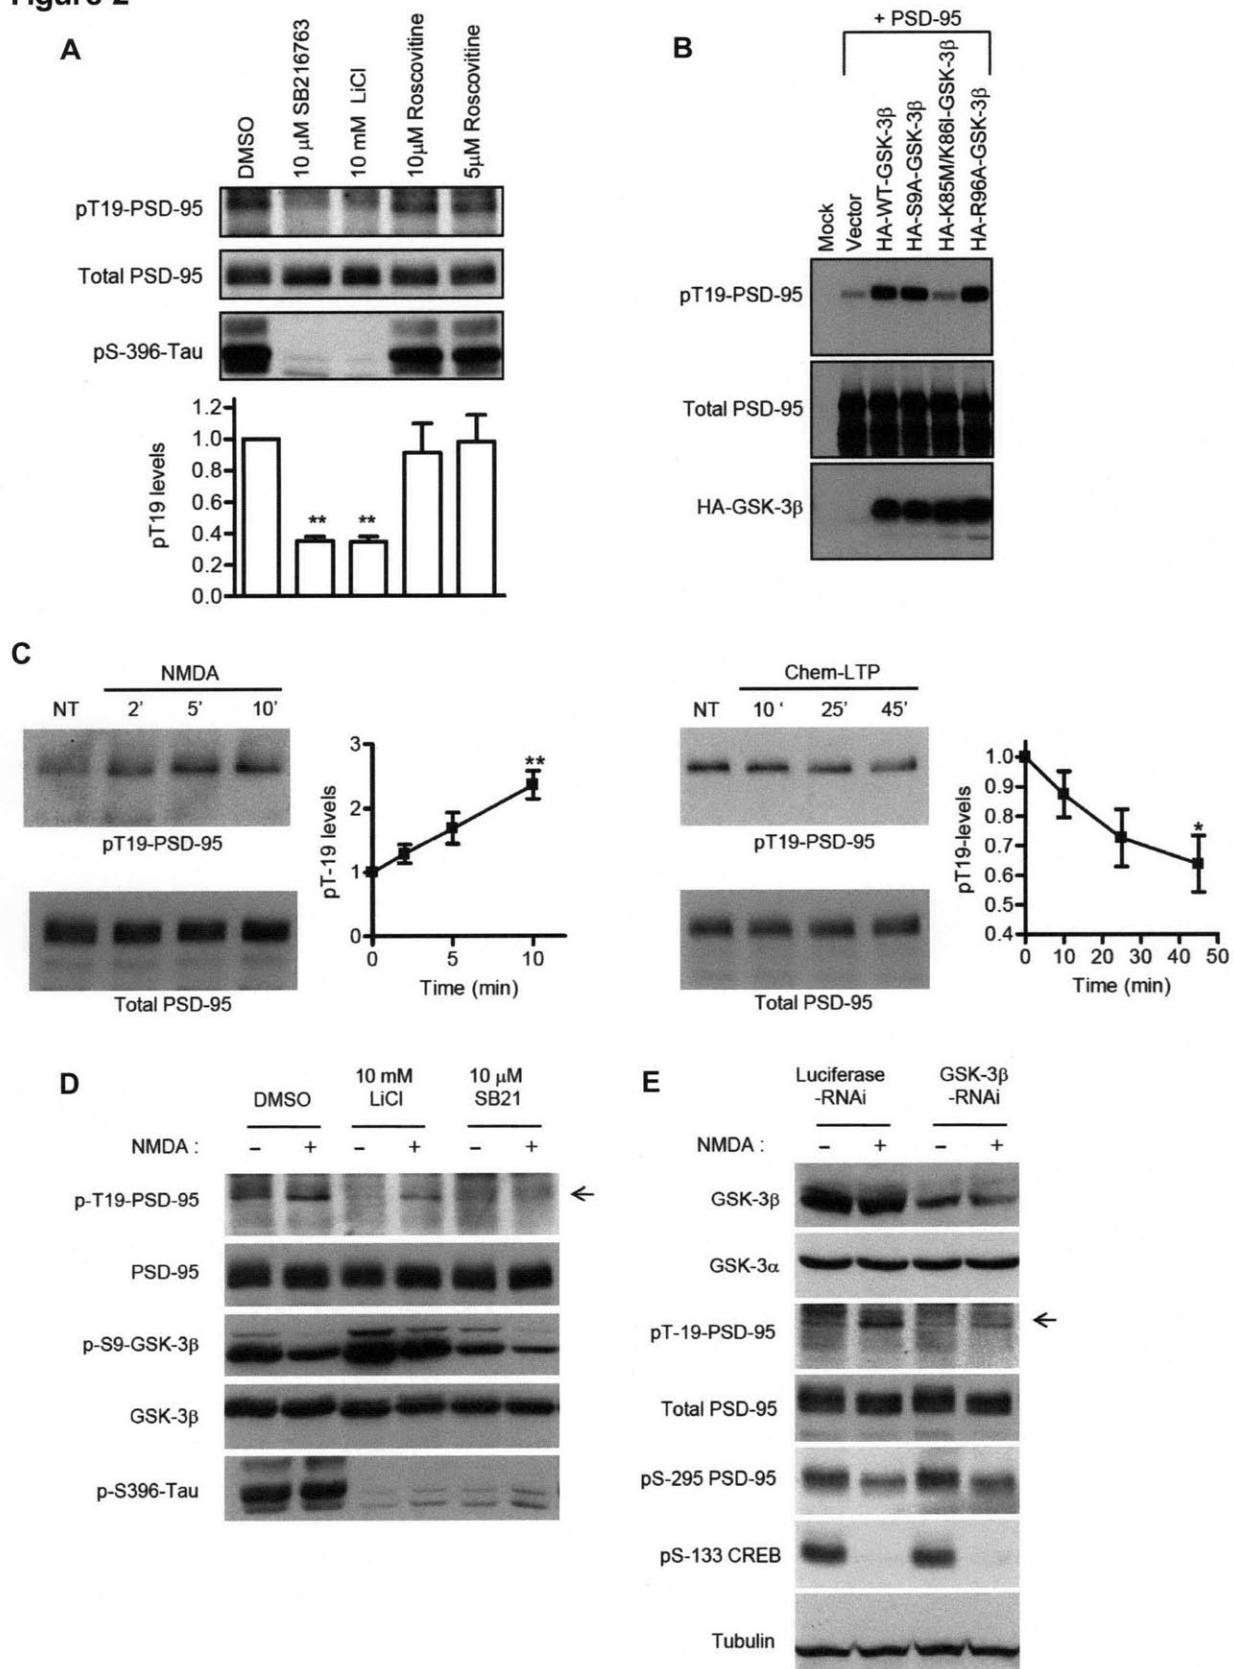 Figure 2
A
DMSO
10 μM SB216763
10 mM LiCl
10μM Roscovitine
5μM Roscovitine
pT19-PSD-95
Total PSD-95
pS-396-Tau
pT19 levels
1.2
1.0
0.8
0.6
0.4
0.2
0.0
**
**
B
+ PSD-95
Mock
Vector
HA-WT-GSK-3β
HA-S9A-GSK-3β
HA-K85M/K86I-GSK-3β
HA-R96A-GSK-3β
pT19-PSD-95
Total PSD-95
HA-GSK-3β
C
NMDA
NT 2' 5' 10'
pT19-PSD-95
Total PSD-95
pT-19 levels
3
2
1
0
**
0 5 10
Time (min)
Chem-LTP
NT 10 ' 25' 45'
pT19-PSD-95
Total PSD-95
pT19-levels
1.0
0.9
0.8
0.7
0.6
0.5
0.4
*
0 10 20 30 40 50
Time (min)
D
DMSO
10 mM
LiCl
10 μM
SB21
NMDA : – + – + – +
p-T19-PSD-95
PSD-95
p-S9-GSK-3β
GSK-3β
p-S396-Tau
E
Luciferase
-RNAi
GSK-3β
-RNAi
NMDA : – + – +
GSK-3β
GSK-3α
pT-19-PSD-95
Total PSD-95
pS-295 PSD-95
pS-133 CREB
Tubulin